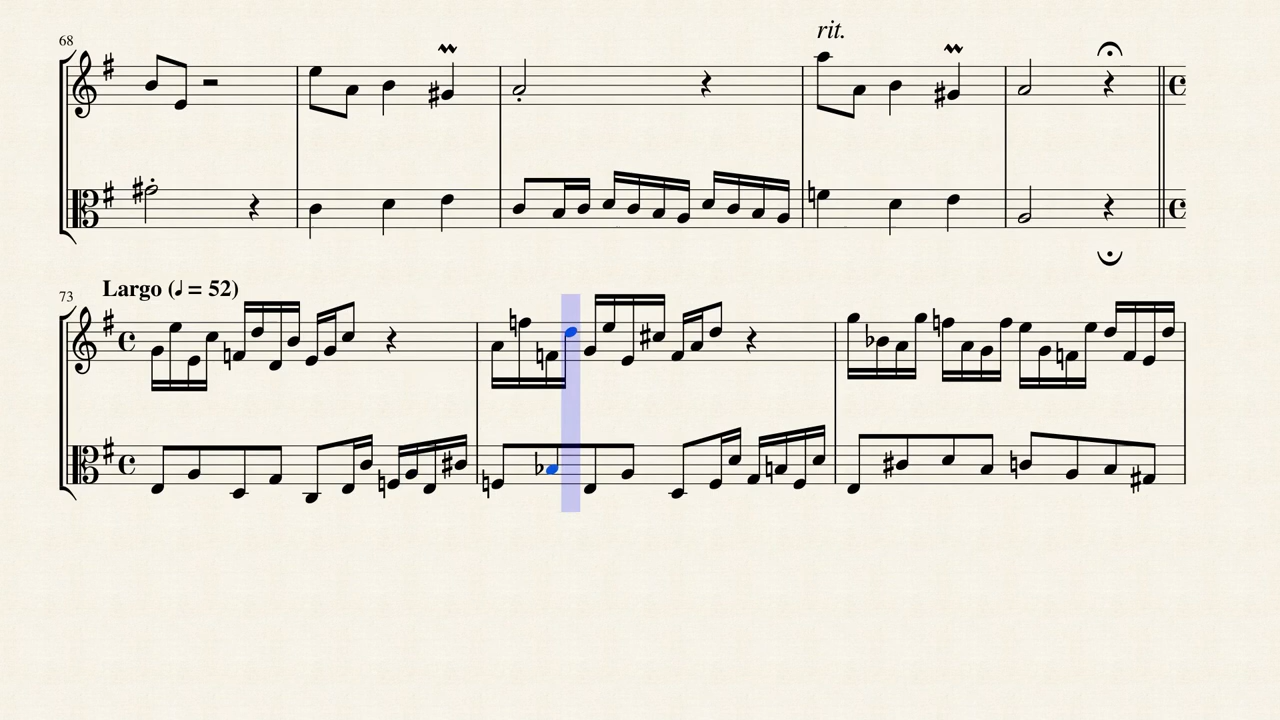 rit.
68
Largo (♩ = 52)
73